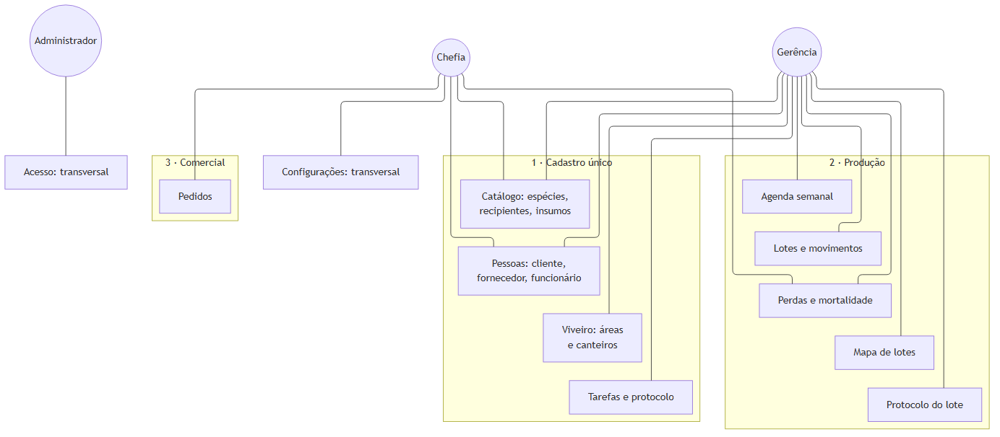 Administrador
Chefia
Gerência
Acesso: transversal
3 · Comercial
Pedidos
Configurações: transversal
1 · Cadastro único
Catálogo: espécies,
recipientes, insumos
Pessoas: cliente,
fornecedor, funcionário
Viveiro: áreas
e canteiros
Tarefas e protocolo
2 · Produção
Agenda semanal
Lotes e movimentos
Perdas e mortalidade
Mapa de lotes
Protocolo do lote